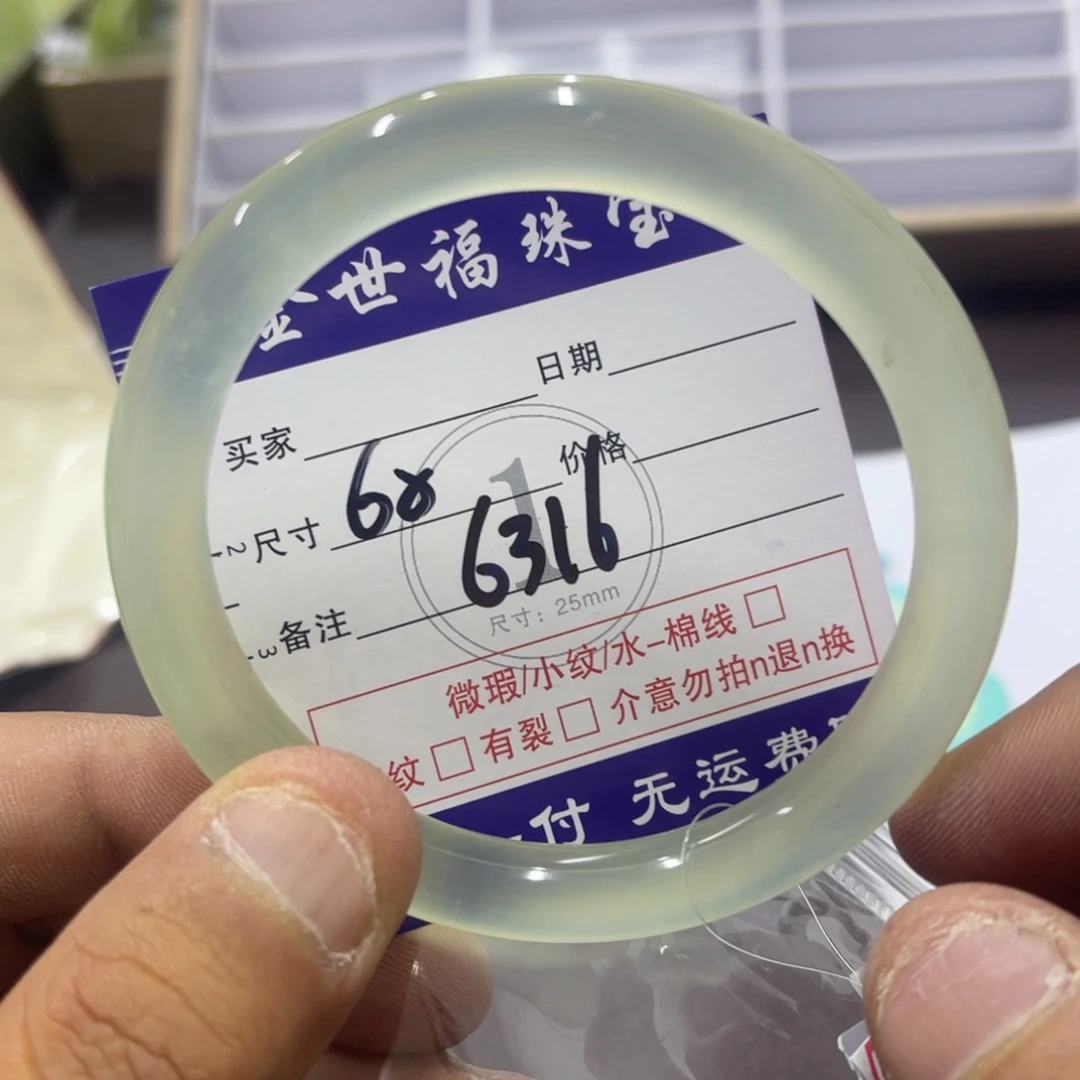 金世福珠宝
日期
买家
价格
尺寸 68
6316
备注
尺寸：25mm
微瑕/小纹/水-棉线 □
纹 □ 有裂 □ 介意勿拍n退n换
付 无运费